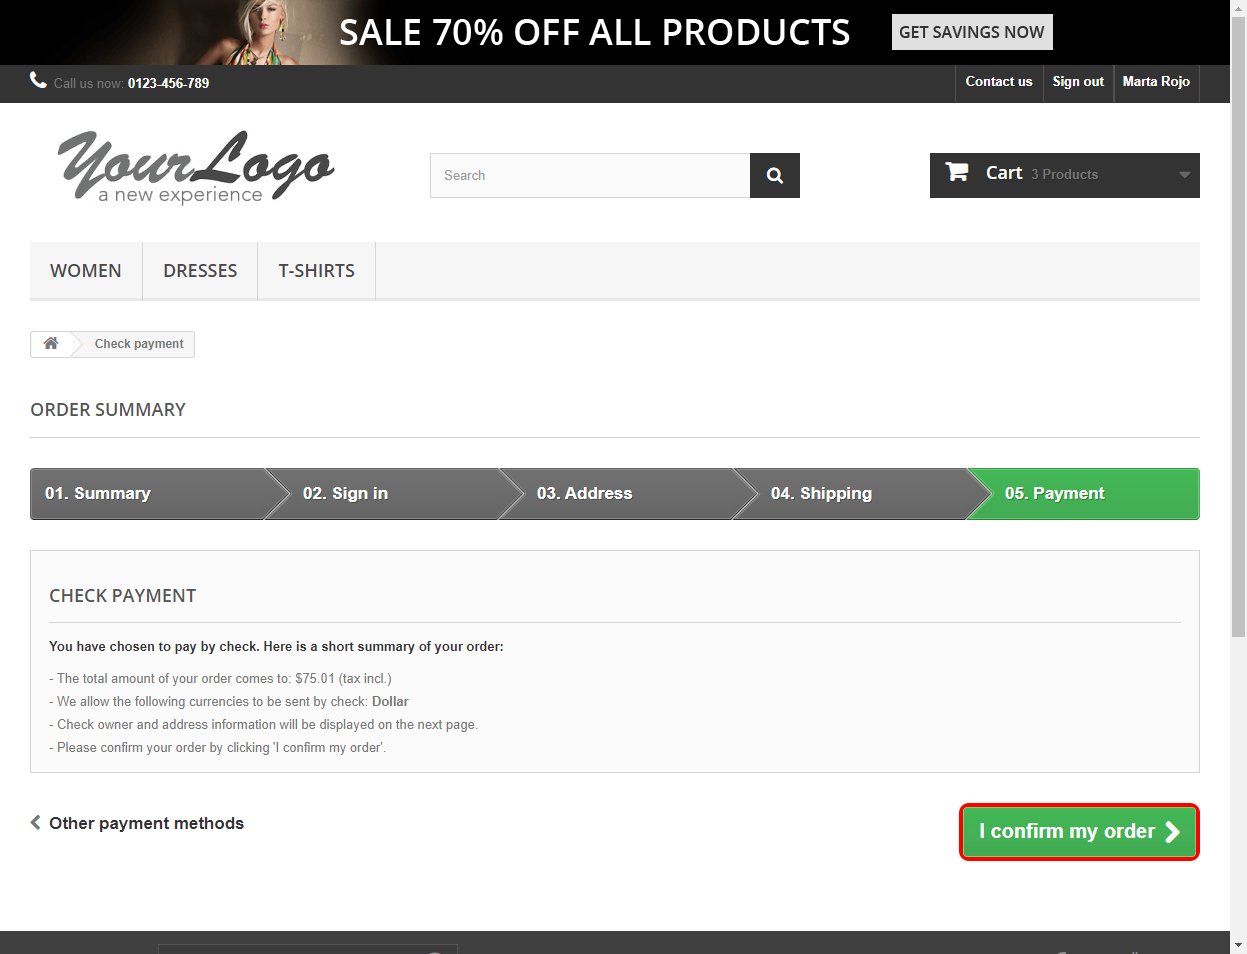 SALE 70% OFF ALL PRODUCTS GET SAVINGS NOW
Call us now: 0123-456-789 Contact us Sign out Marta Rojo
YourLogo
a new experience
Search
Cart 3 Products
WOMEN DRESSES T-SHIRTS
Check payment
ORDER SUMMARY
01. Summary 02. Sign in 03. Address 04. Shipping 05. Payment
CHECK PAYMENT
You have chosen to pay by check. Here is a short summary of your order:
- The total amount of your order comes to: $75.01 (tax incl.)
- We allow the following currencies to be sent by check: Dollar
- Check owner and address information will be displayed on the next page.
- Please confirm your order by clicking 'I confirm my order'.
Other payment methods I confirm my order